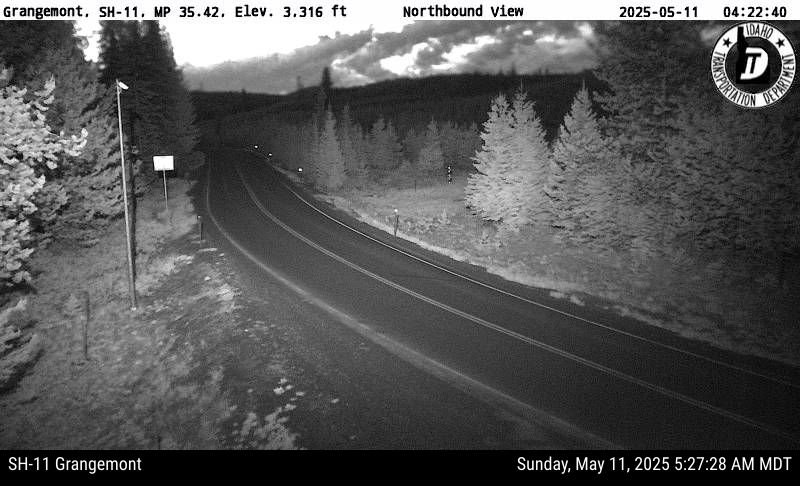 Grangemont, SH-11, MP 35.42, Elev. 3,316 ft Northbound View 2025-05-11 04:22:40
IDAHO
TRANSPORTATION DEPARTMENT
SH-11 Grangemont Sunday, May 11, 2025 5:27:28 AM MDT